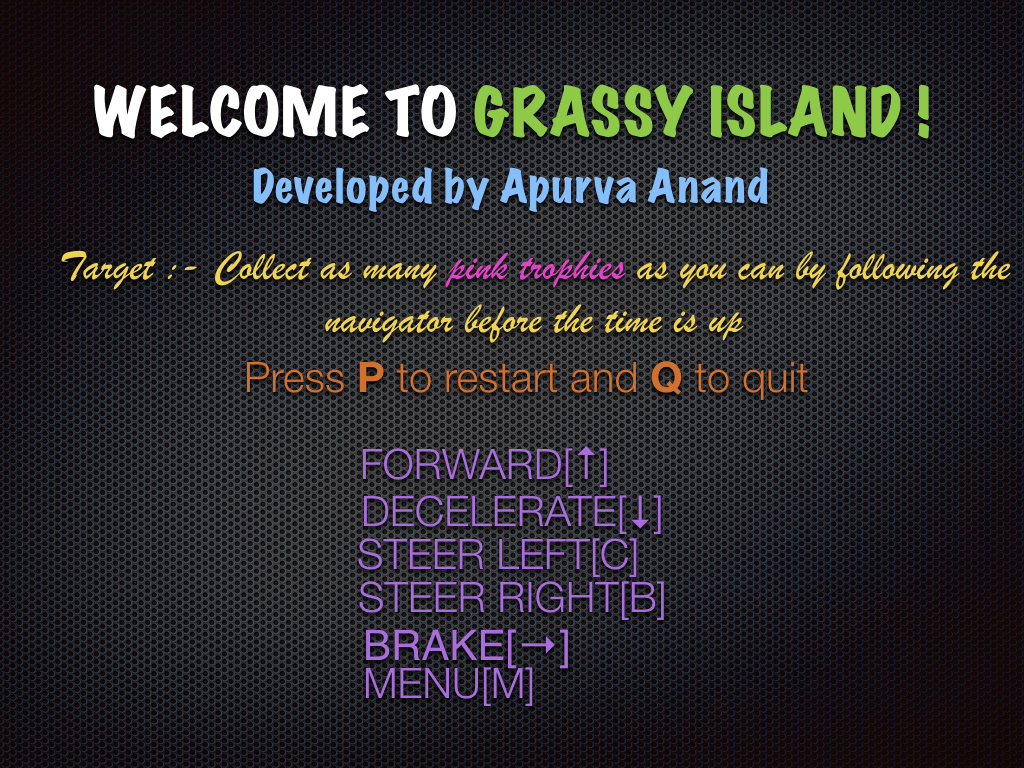 WELCOME TO GRASSY ISLAND !
Developed by Apurva Anand
Target :- Collect as many pink trophies as you can by following the
navigator before the time is up
Press P to restart and Q to quit
FORWARD[↑]
DECELERATE[↓]
STEER LEFT[C]
STEER RIGHT[B]
BRAKE[→]
MENU[M]